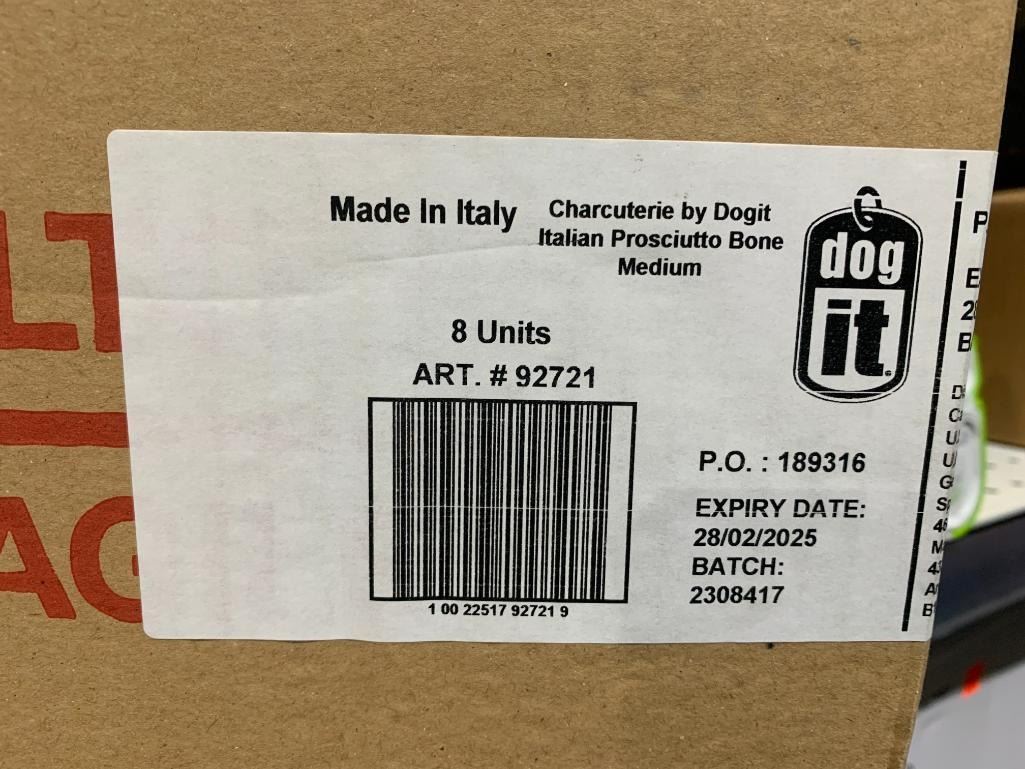 Made In Italy
Charcuterie by Dogit
Italian Prosciutto Bone
Medium
dog
it
8 Units
ART. # 92721
1 00 22517 92721 9
P.O. : 189316
EXPIRY DATE:
28/02/2025
BATCH:
2308417